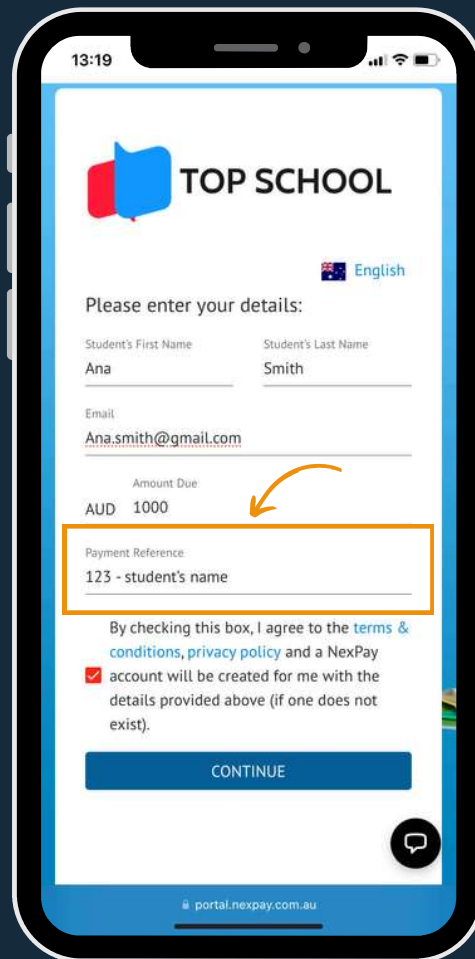 13:19
TOP SCHOOL
English
Please enter your details:
Student's First Name
Student's Last Name
Ana
Smith
Email
Ana.smith@gmail.com
Amount Due
AUD 1000
Payment Reference
123 - student's name
By checking this box, I agree to the terms &
conditions, privacy policy and a NexPay
account will be created for me with the
details provided above (if one does not
exist).
CONTINUE
portal.nexpay.com.au